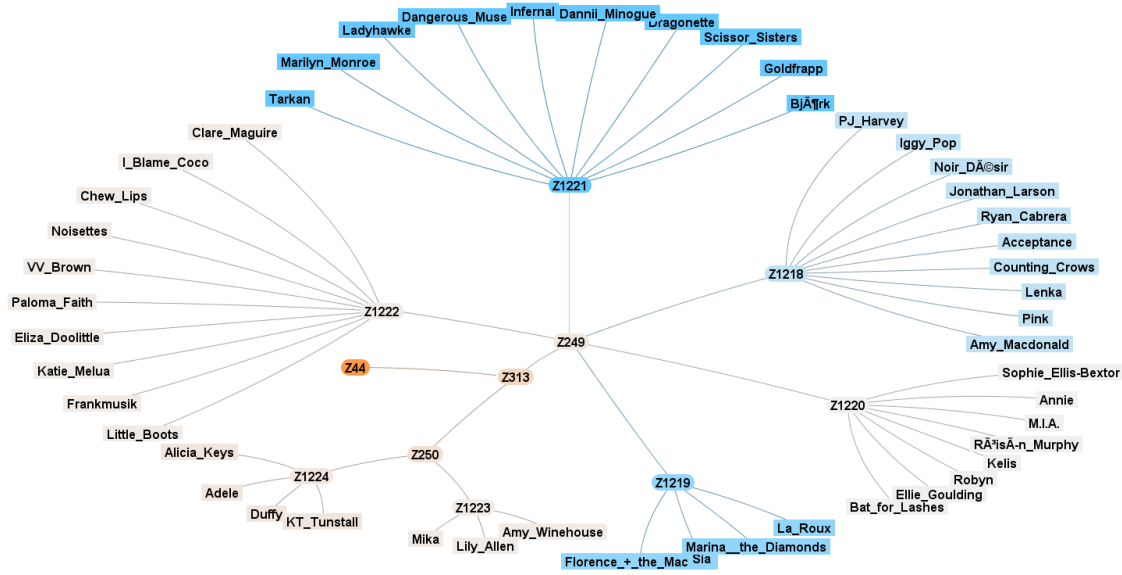 Infernal
Dannii_Minogue
Dangerous_Muse
Dragonette
Ladyhawke
Scissor_Sisters
Marilyn_Monroe
Goldfrapp
Tarkan
BjÃ¶rk
PJ_Harvey
Clare_Maguire
Iggy_Pop
I_Blame_Coco
Noir_DÃ©sir
Z1221
Chew_Lips
Jonathan_Larson
Ryan_Cabrera
Noisettes
Acceptance
VV_Brown
Counting_Crows
Z1218
Lenka
Paloma_Faith
Z1222
Pink
Eliza_Doolittle
Z249
Amy_Macdonald
Z44
Katie_Melua
Z313
Sophie_Ellis-Bextor
Annie
Frankmusik
Z1220
M.I.A.
Little_Boots
RÃ³isÃ-n_Murphy
Alicia_Keys
Z250
Kelis
Z1224
Robyn
Z1219
Adele
Ellie_Goulding
Bat_for_Lashes
Z1223
Duffy
KT_Tunstall
La_Roux
Amy_Winehouse
Mika
Lily_Allen
Marina__the_Diamonds
Florence_+_the_Mac
Sia